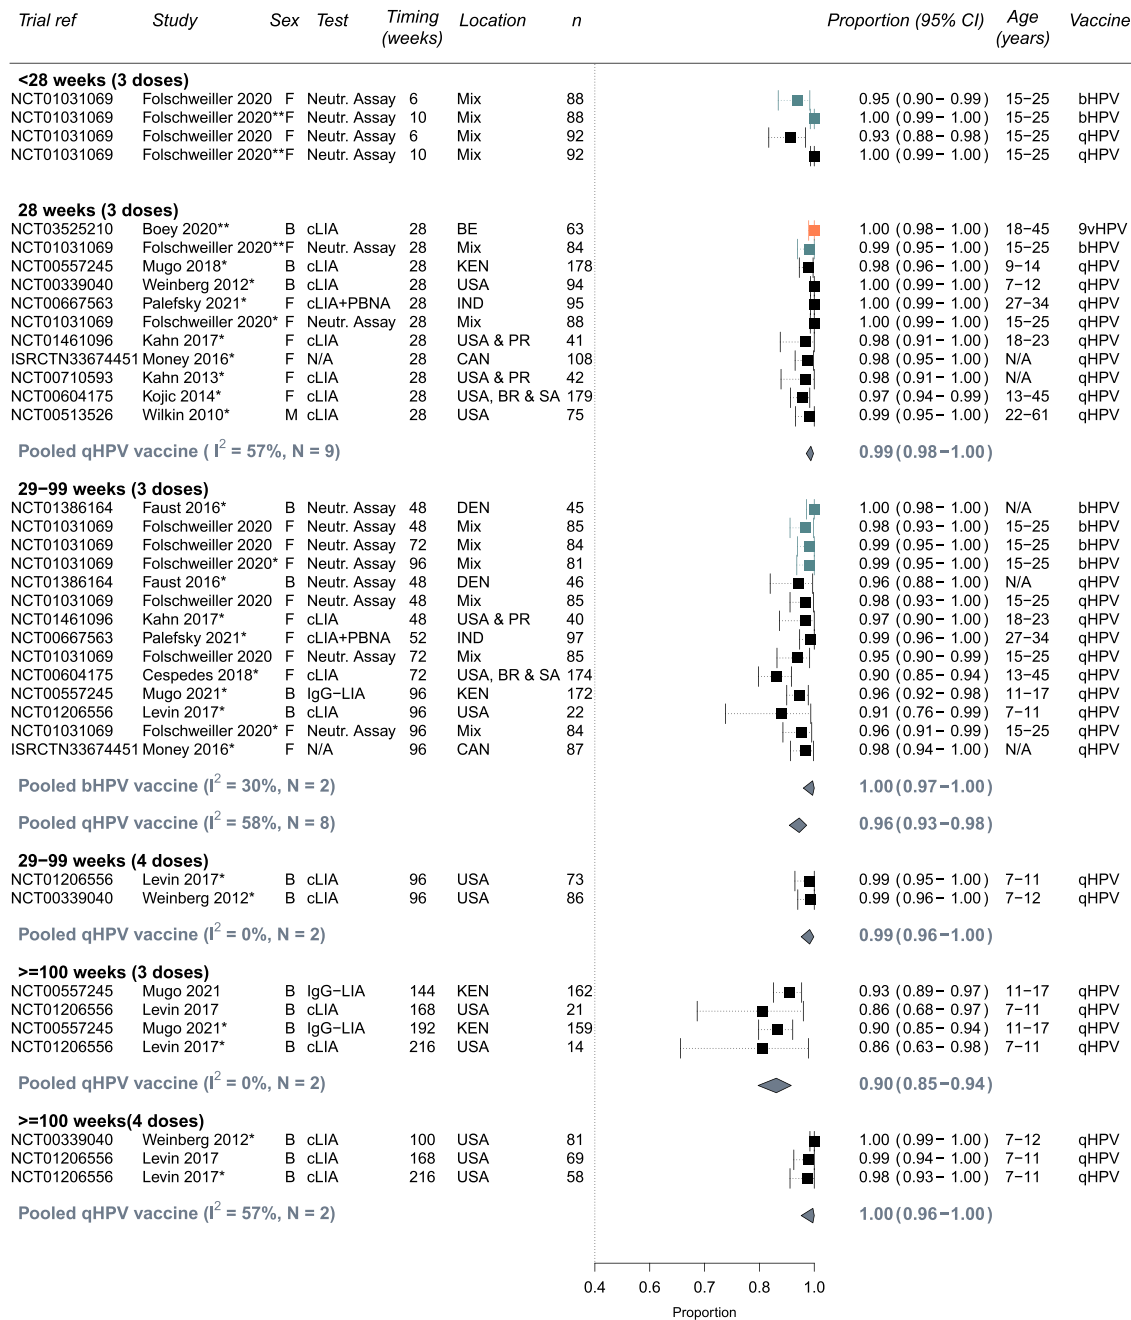 Trial ref Study Sex Test Timing (weeks) Location n Proportion (95% CI) Age (years) Vaccine
<28 weeks (3 doses)
NCT01031069 Folschweiller 2020 F Neutr. Assay 6 Mix 88 0.95 (0.90− 0.99) 15−25 bHPV
NCT01031069 Folschweiller 2020** F Neutr. Assay 10 Mix 88 1.00 (0.99− 1.00) 15−25 bHPV
NCT01031069 Folschweiller 2020 F Neutr. Assay 6 Mix 92 0.93 (0.88− 0.98) 15−25 qHPV
NCT01031069 Folschweiller 2020** F Neutr. Assay 10 Mix 92 1.00 (0.99− 1.00) 15−25 qHPV
28 weeks (3 doses)
NCT03525210 Boey 2020** B cLIA 28 BE 63 1.00 (0.98− 1.00) 18−45 9vHPV
NCT01031069 Folschweiller 2020** F Neutr. Assay 28 Mix 84 0.99 (0.95− 1.00) 15−25 bHPV
NCT00557245 Mugo 2018* B cLIA 28 KEN 178 0.98 (0.96− 1.00) 9−14 qHPV
NCT00339040 Weinberg 2012* B cLIA 28 USA 94 1.00 (0.99− 1.00) 7−12 qHPV
NCT00667563 Palefsky 2021* F cLIA+PBNA 28 IND 95 1.00 (0.99− 1.00) 27−34 qHPV
NCT01031069 Folschweiller 2020* F Neutr. Assay 28 Mix 88 1.00 (0.99− 1.00) 15−25 qHPV
NCT01461096 Kahn 2017* F cLIA 28 USA & PR 41 0.98 (0.91− 1.00) 18−23 qHPV
ISRCTN33674451 Money 2016* F N/A 28 CAN 108 0.98 (0.95− 1.00) N/A qHPV
NCT00710593 Kahn 2013* F cLIA 28 USA & PR 42 0.98 (0.91− 1.00) N/A qHPV
NCT00604175 Kojic 2014* F cLIA 28 USA, BR & SA 179 0.97 (0.94− 0.99) 13−45 qHPV
NCT00513526 Wilkin 2010* M cLIA 28 USA 75 0.99 (0.95− 1.00) 22−61 qHPV
Pooled qHPV vaccine ( I² = 57%, N = 9) 0.99 (0.98−1.00)
29−99 weeks (3 doses)
NCT01386164 Faust 2016* B Neutr. Assay 48 DEN 45 1.00 (0.98− 1.00) N/A bHPV
NCT01031069 Folschweiller 2020 F Neutr. Assay 48 Mix 85 0.98 (0.93− 1.00) 15−25 bHPV
NCT01031069 Folschweiller 2020 F Neutr. Assay 72 Mix 84 0.99 (0.95− 1.00) 15−25 bHPV
NCT01031069 Folschweiller 2020* F Neutr. Assay 96 Mix 81 0.99 (0.95− 1.00) 15−25 bHPV
NCT01386164 Faust 2016* B Neutr. Assay 48 DEN 46 0.96 (0.88− 1.00) N/A qHPV
NCT01031069 Folschweiller 2020 F Neutr. Assay 48 Mix 85 0.98 (0.93− 1.00) 15−25 qHPV
NCT01461096 Kahn 2017* F cLIA 48 USA & PR 40 0.97 (0.90− 1.00) 18−23 qHPV
NCT00667563 Palefsky 2021* F cLIA+PBNA 52 IND 97 0.99 (0.96− 1.00) 27−34 qHPV
NCT01031069 Folschweiller 2020 F Neutr. Assay 72 Mix 85 0.95 (0.90− 0.99) 15−25 qHPV
NCT00604175 Cespedes 2018* F cLIA 72 USA, BR & SA 174 0.90 (0.85− 0.94) 13−45 qHPV
NCT00557245 Mugo 2021* B IgG−LIA 96 KEN 172 0.96 (0.92− 0.98) 11−17 qHPV
NCT01206556 Levin 2017* B cLIA 96 USA 22 0.91 (0.76− 0.99) 7−11 qHPV
NCT01031069 Folschweiller 2020* F Neutr. Assay 96 Mix 84 0.96 (0.91− 0.99) 15−25 qHPV
ISRCTN33674451 Money 2016* F N/A 96 CAN 87 0.98 (0.94− 1.00) N/A qHPV
Pooled bHPV vaccine (I² = 30%, N = 2) 1.00 (0.97−1.00)
Pooled qHPV vaccine (I² = 58%, N = 8) 0.96 (0.93−0.98)
29−99 weeks (4 doses)
NCT01206556 Levin 2017* B cLIA 96 USA 73 0.99 (0.95− 1.00) 7−11 qHPV
NCT00339040 Weinberg 2012* B cLIA 96 USA 86 0.99 (0.96− 1.00) 7−12 qHPV
Pooled qHPV vaccine (I² = 0%, N = 2) 0.99 (0.96−1.00)
>=100 weeks (3 doses)
NCT00557245 Mugo 2021 B IgG−LIA 144 KEN 162 0.93 (0.89− 0.97) 11−17 qHPV
NCT01206556 Levin 2017 B cLIA 168 USA 21 0.86 (0.68− 0.97) 7−11 qHPV
NCT00557245 Mugo 2021* B IgG−LIA 192 KEN 159 0.90 (0.85− 0.94) 11−17 qHPV
NCT01206556 Levin 2017* B cLIA 216 USA 14 0.86 (0.63− 0.98) 7−11 qHPV
Pooled qHPV vaccine (I² = 0%, N = 2) 0.90 (0.85−0.94)
>=100 weeks(4 doses)
NCT00339040 Weinberg 2012* B cLIA 100 USA 81 1.00 (0.99− 1.00) 7−12 qHPV
NCT01206556 Levin 2017 B cLIA 168 USA 69 0.99 (0.94− 1.00) 7−11 qHPV
NCT01206556 Levin 2017* B cLIA 216 USA 58 0.98 (0.93− 1.00) 7−11 qHPV
Pooled qHPV vaccine (I² = 57%, N = 2) 1.00 (0.96−1.00)
0.4 0.6 0.7 0.8 1.0
Proportion